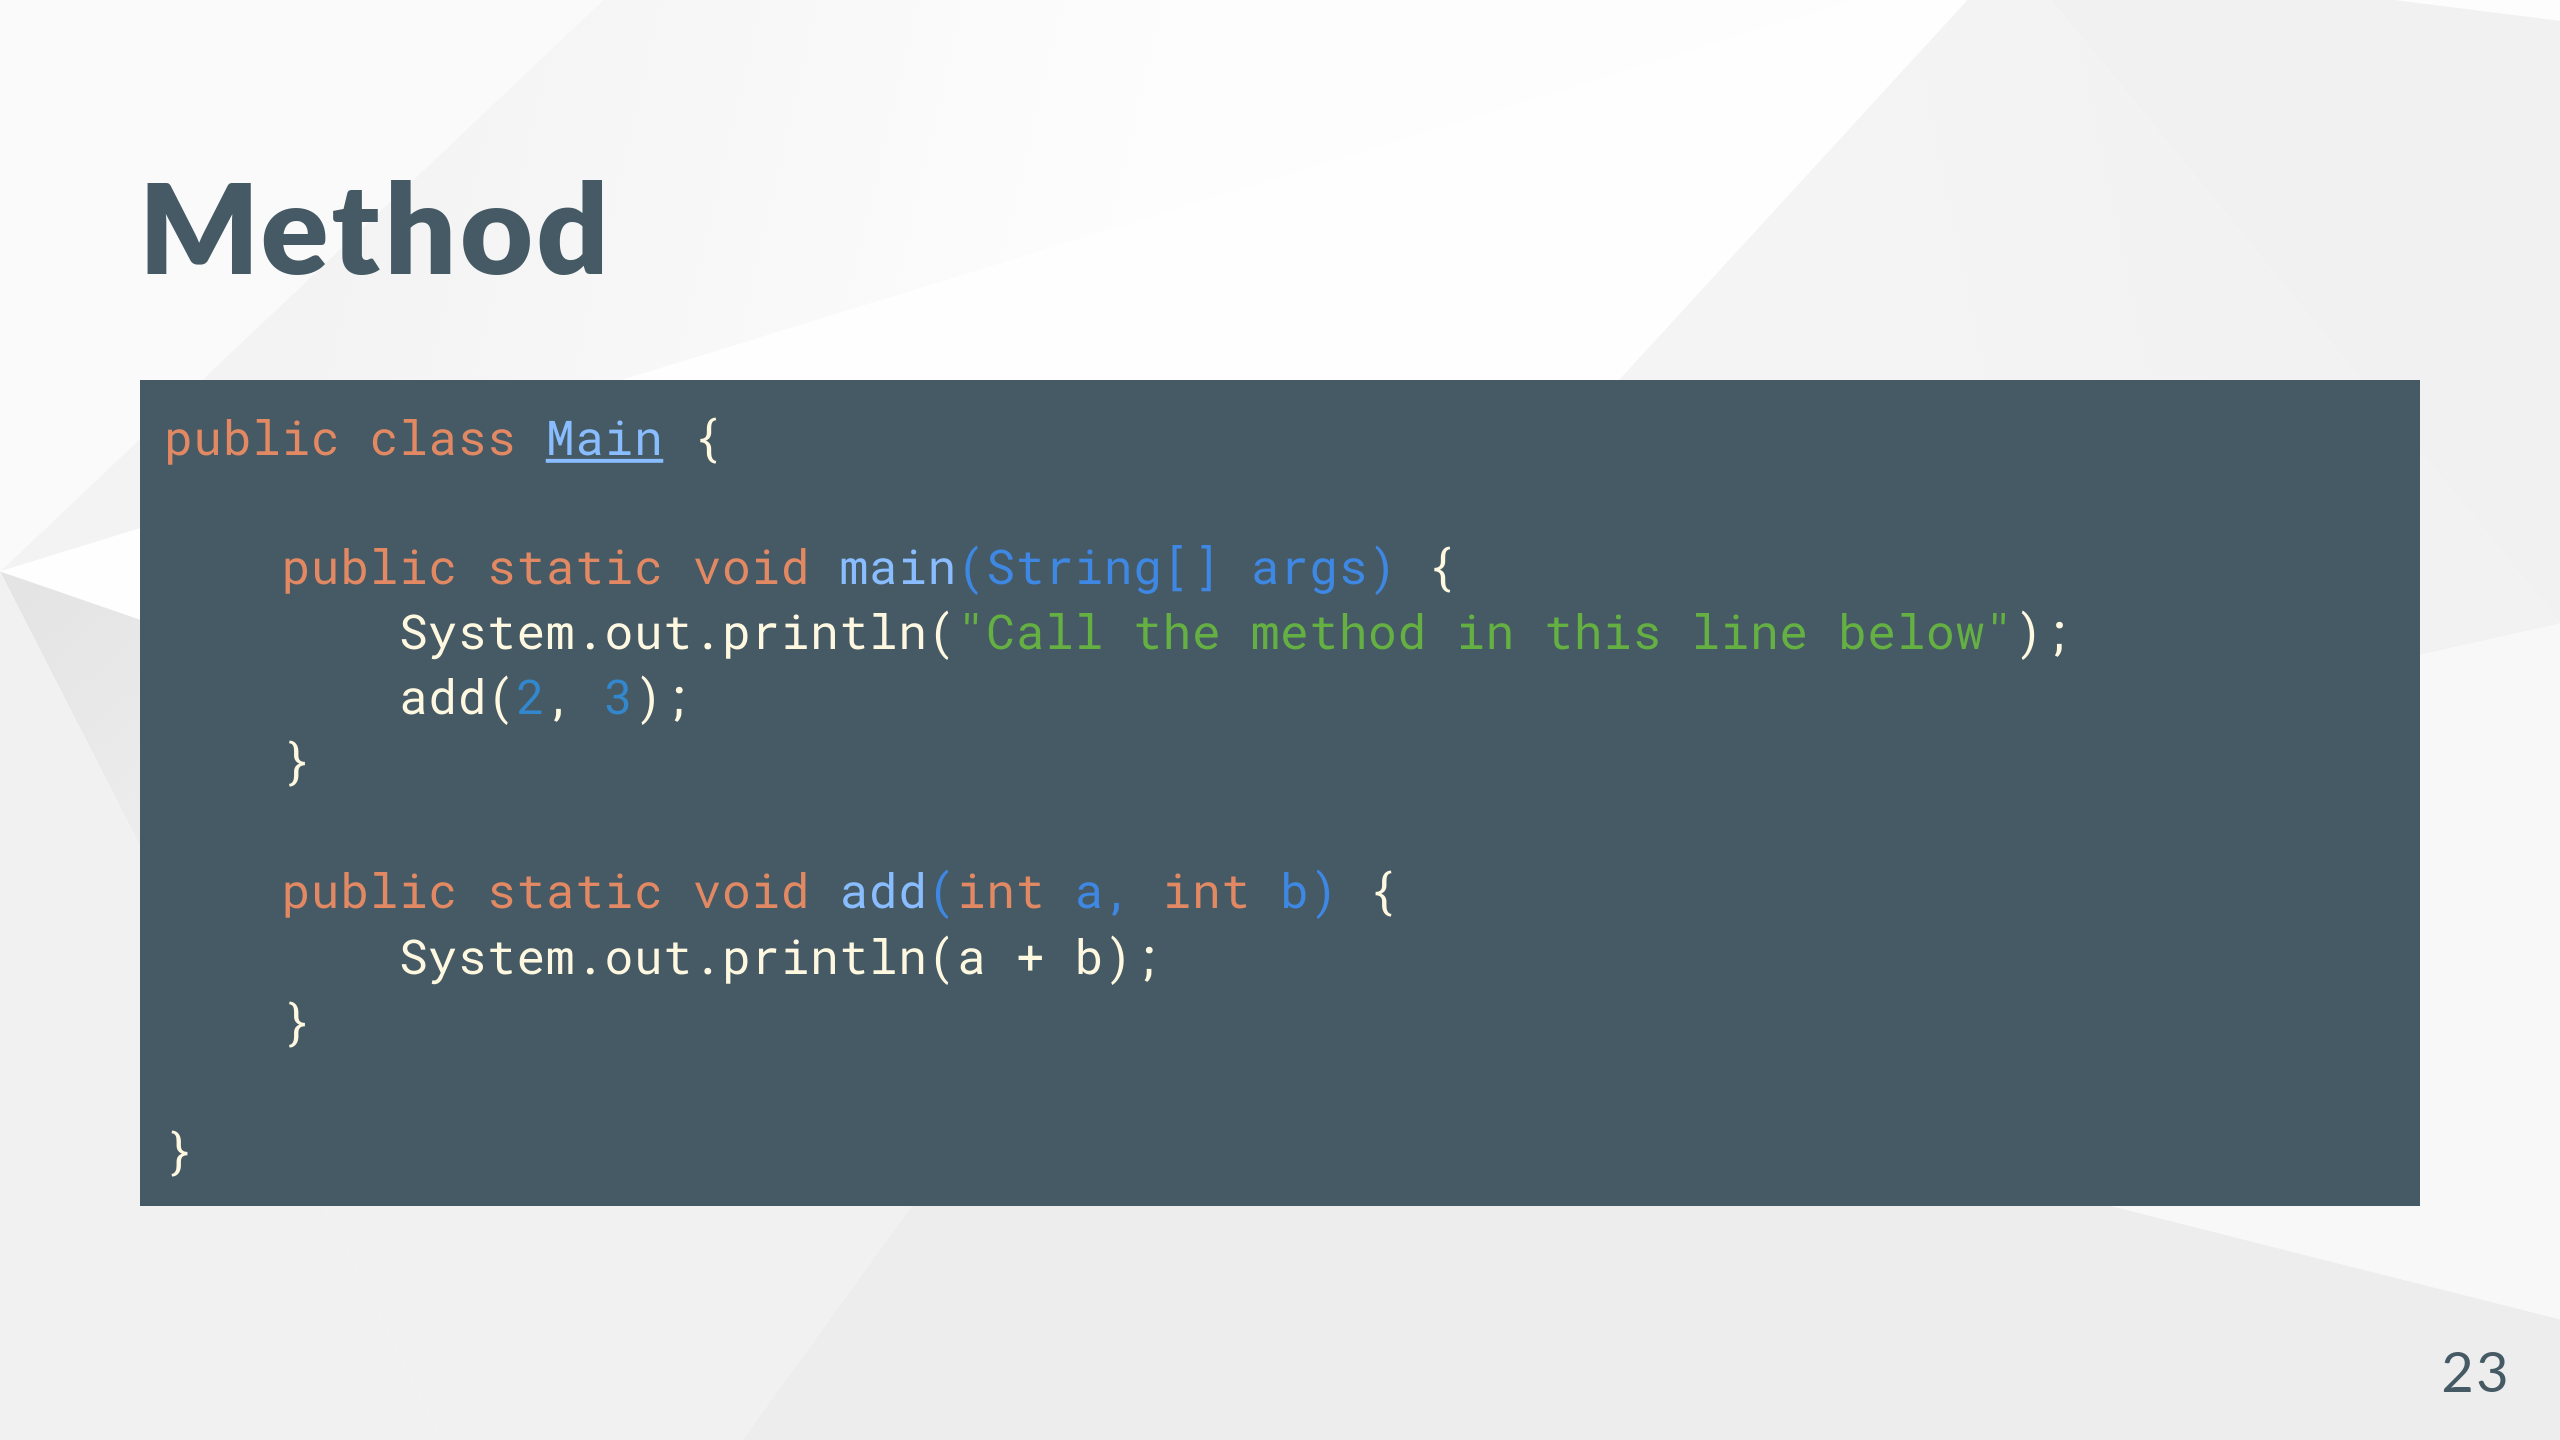 Method
public class Main {
    public static void main(String[] args) {
        System.out.println("Call the method in this line below");
        add(2, 3);
    }
    public static void add(int a, int b) {
        System.out.println(a + b);
    }
}
23